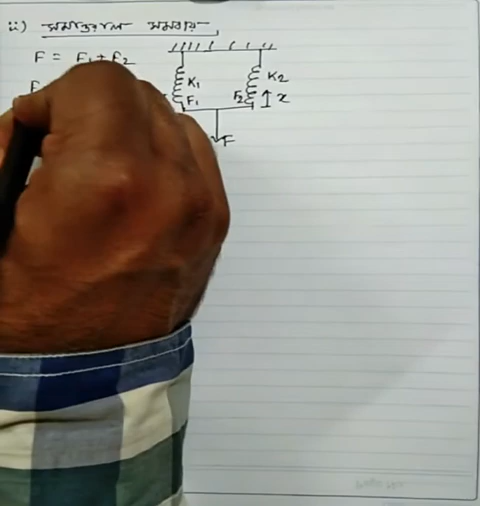 ii) সমান্তরাল সমবায় -
F = F₁ + F₂
K₁
K₂
F₁
F₂
x
F
F